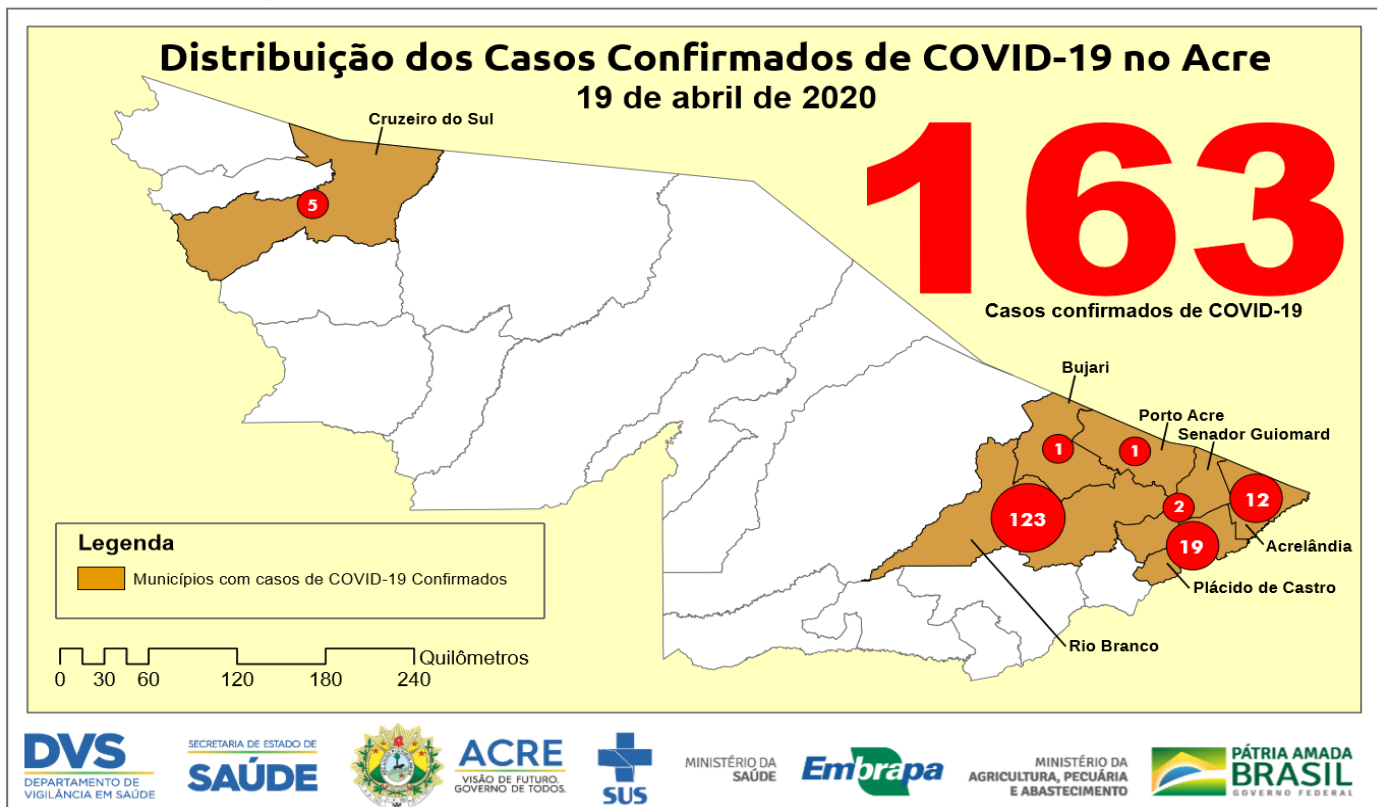 Distribuição dos Casos Confirmados de COVID-19 no Acre
19 de abril de 2020
163
Casos confirmados de COVID-19
Cruzeiro do Sul
5
Bujari
Porto Acre
Senador Guiomard
1
1
123
2
12
19
Acrelândia
Plácido de Castro
Rio Branco
Legenda
Municípios com casos de COVID-19 Confirmados
Quilômetros
0 30 60 120 180 240
DVS
DEPARTAMENTO DE
VIGILÂNCIA EM SAÚDE
SECRETARIA DE ESTADO DE
SAÚDE
ACRE
VISÃO DE FUTURO.
GOVERNO DE TODOS.
SUS
MINISTÉRIO DA
SAÚDE
Embrapa
MINISTÉRIO DA
AGRICULTURA, PECUÁRIA
E ABASTECIMENTO
PÁTRIA AMADA
BRASIL
GOVERNO FEDERAL